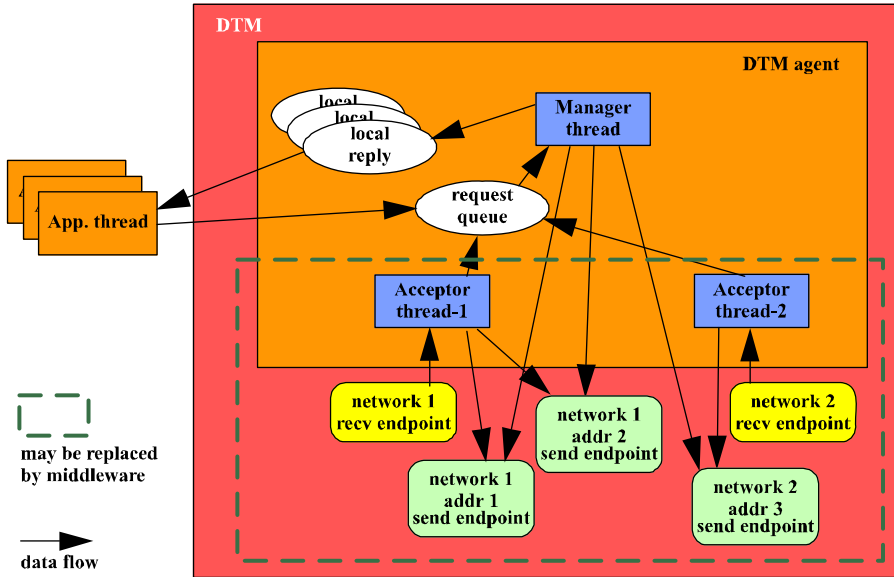 DTM
DTM agent
local
local
local
reply
Manager
thread
request
queue
App. thread
Acceptor
thread-1
Acceptor
thread-2
network 1
recv endpoint
network 1
addr 2
send endpoint
network 2
recv endpoint
network 1
addr 1
send endpoint
network 2
addr 3
send endpoint
may be replaced
by middleware
data flow